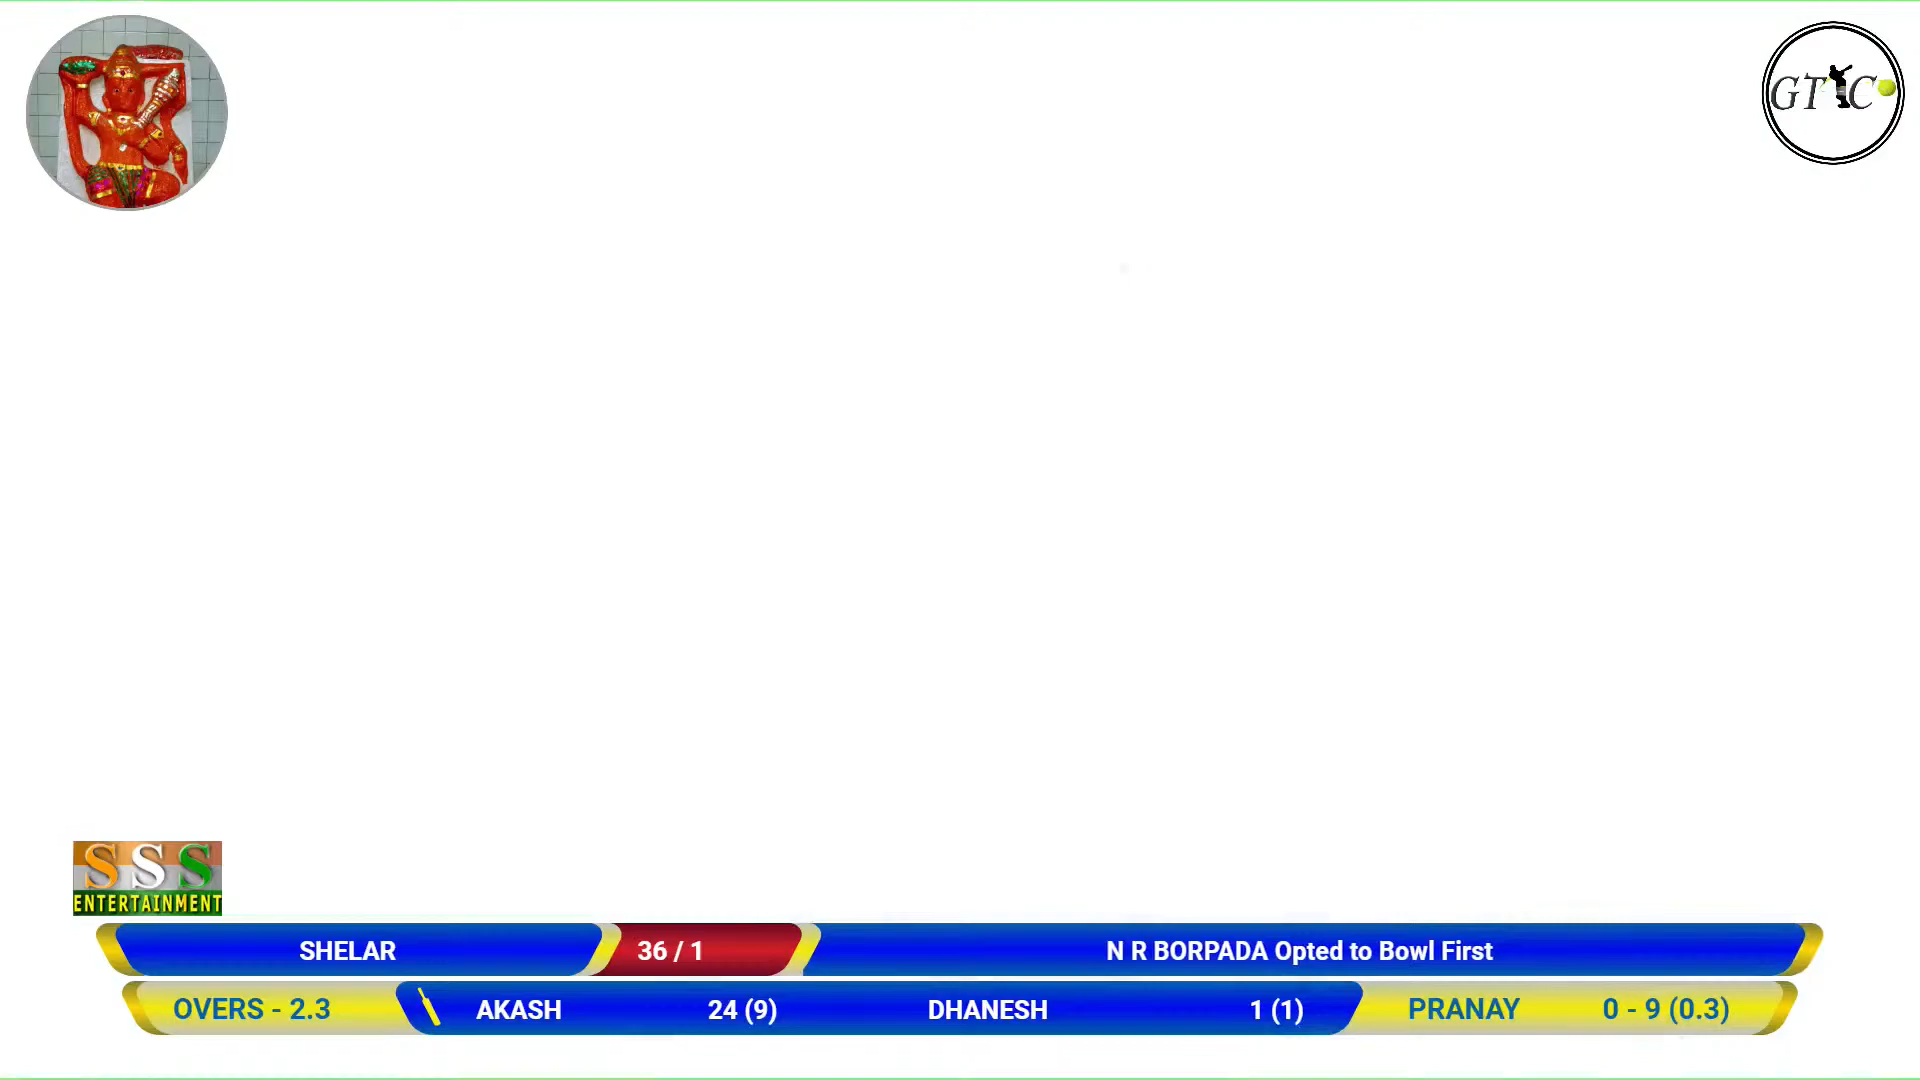 GTC
SSS
ENTERTAINMENT
SHELAR 36 / 1 N R BORPADA Opted to Bowl First
OVERS - 2.3 AKASH 24 (9) DHANESH 1 (1) PRANAY 0 - 9 (0.3)